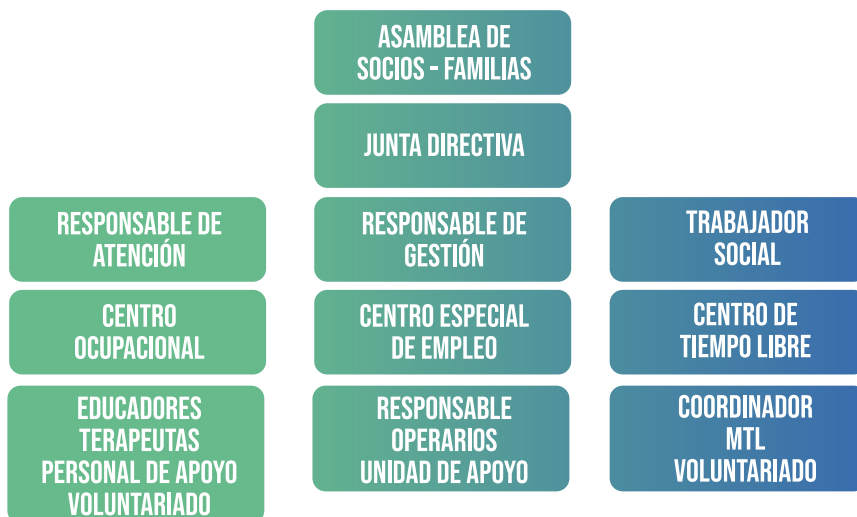 ASAMBLEA DE
SOCIOS - FAMILIAS
JUNTA DIRECTIVA
RESPONSABLE DE
ATENCIÓN
RESPONSABLE DE
GESTIÓN
TRABAJADOR
SOCIAL
CENTRO
OCUPACIONAL
CENTRO ESPECIAL
DE EMPLEO
CENTRO DE
TIEMPO LIBRE
EDUCADORES
TERAPEUTAS
PERSONAL DE APOYO
VOLUNTARIADO
RESPONSABLE
OPERARIOS
UNIDAD DE APOYO
COORDINADOR
MTL
VOLUNTARIADO